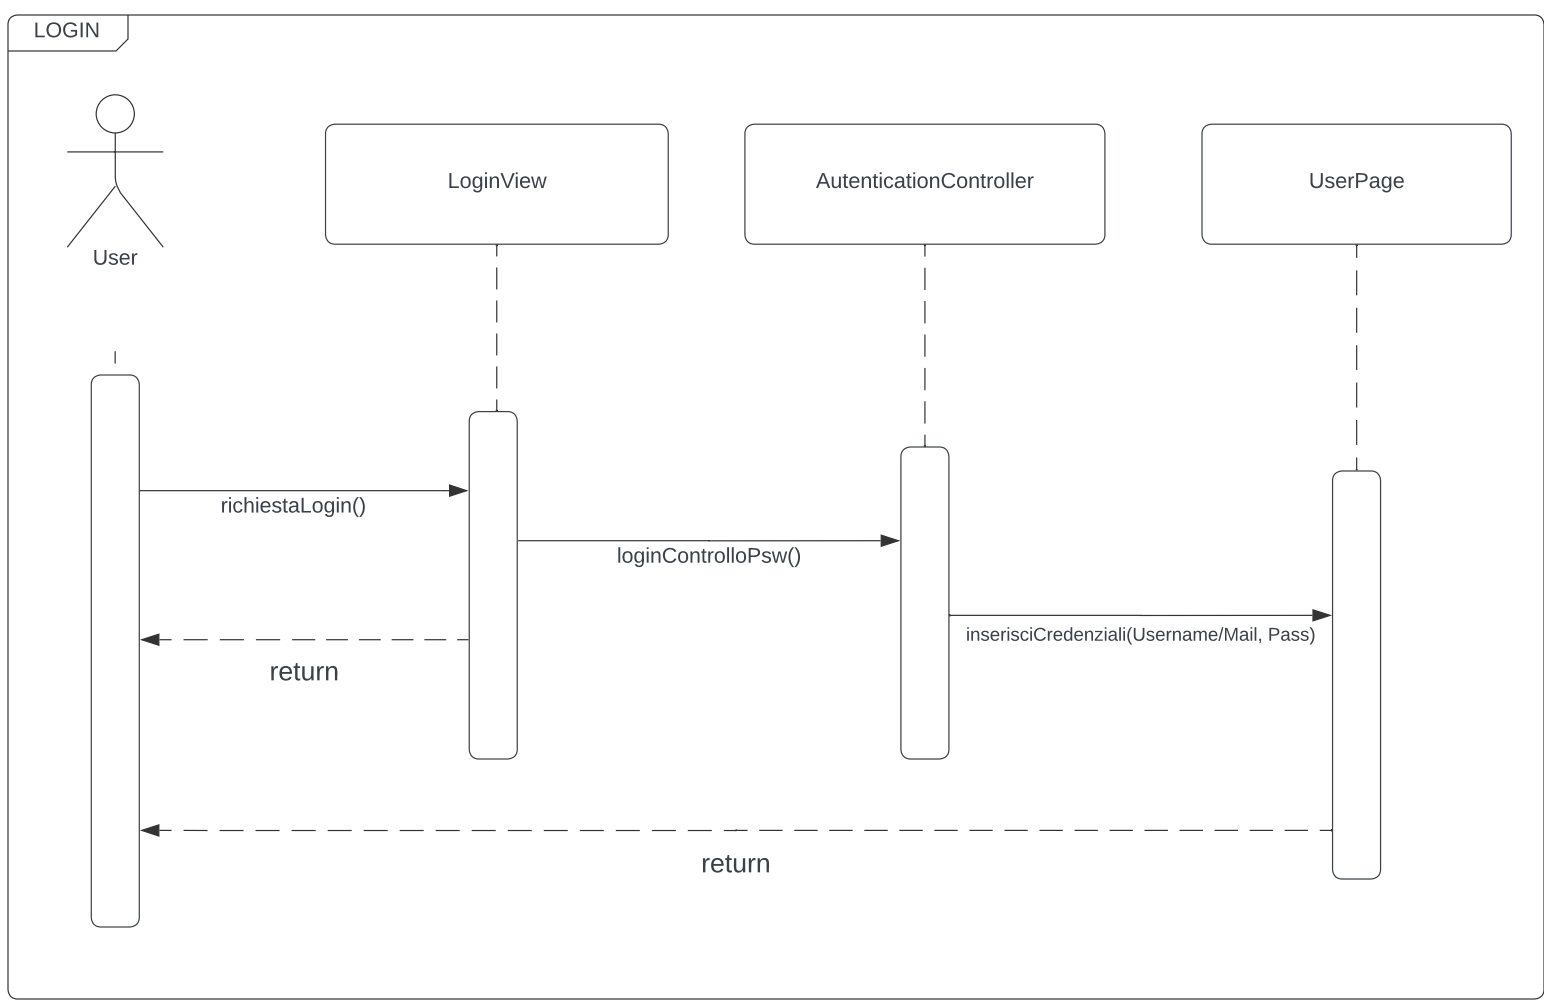 LOGIN
User
LoginView
AutenticationController
UserPage
richiestaLogin()
loginControlloPsw()
inserisciCredenziali(Username/Mail, Pass)
return
return